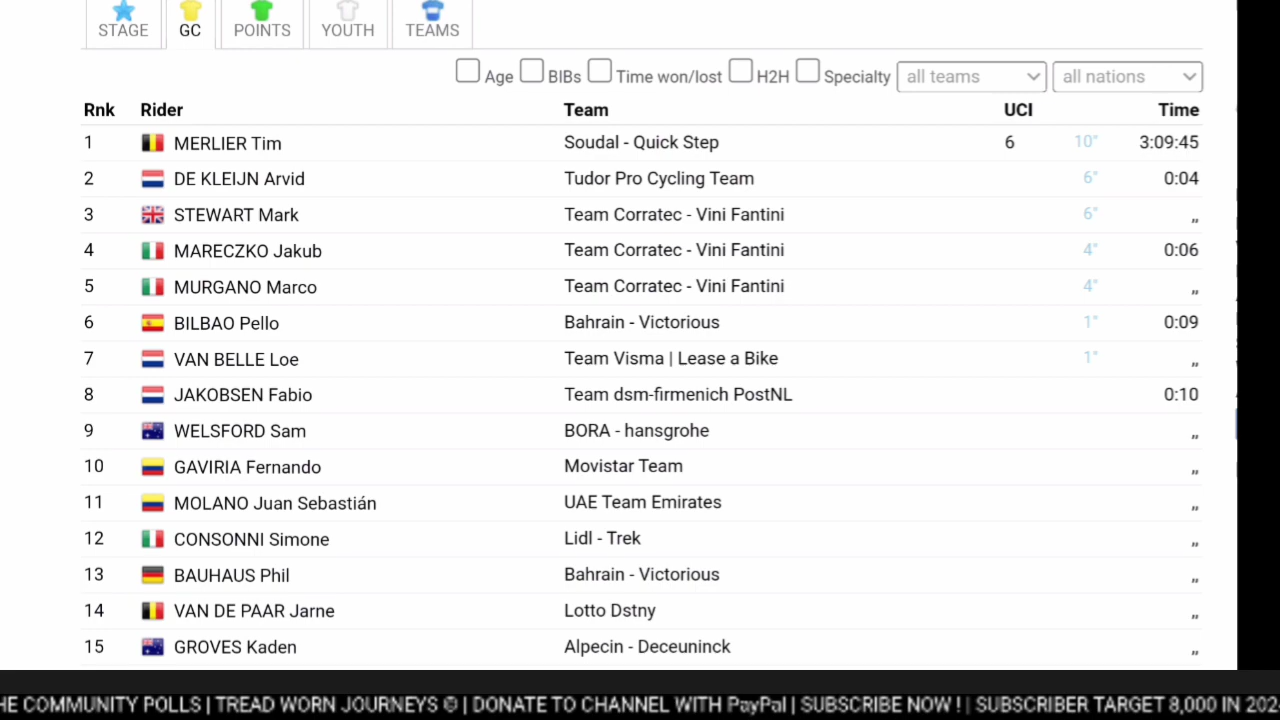 STAGE GC POINTS YOUTH TEAMS
Age BIBs Time won/lost H2H Specialty all teams all nations
Rnk Rider Team UCI Time
1 MERLIER Tim Soudal - Quick Step 6 10" 3:09:45
2 DE KLEIJN Arvid Tudor Pro Cycling Team 6" 0:04
3 STEWART Mark Team Corratec - Vini Fantini 6" „
4 MARECZKO Jakub Team Corratec - Vini Fantini 4" 0:06
5 MURGANO Marco Team Corratec - Vini Fantini 4" „
6 BILBAO Pello Bahrain - Victorious 1" 0:09
7 VAN BELLE Loe Team Visma | Lease a Bike 1" „
8 JAKOBSEN Fabio Team dsm-firmenich PostNL 0:10
9 WELSFORD Sam BORA - hansgrohe „
10 GAVIRIA Fernando Movistar Team „
11 MOLANO Juan Sebastián UAE Team Emirates „
12 CONSONNI Simone Lidl - Trek „
13 BAUHAUS Phil Bahrain - Victorious „
14 VAN DE PAAR Jarne Lotto Dstny „
15 GROVES Kaden Alpecin - Deceuninck „
HE COMMUNITY POLLS | TREAD WORN JOURNEYS © | DONATE TO CHANNEL WITH PayPal | SUBSCRIBE NOW ! | SUBSCRIBER TARGET 8,000 IN 202